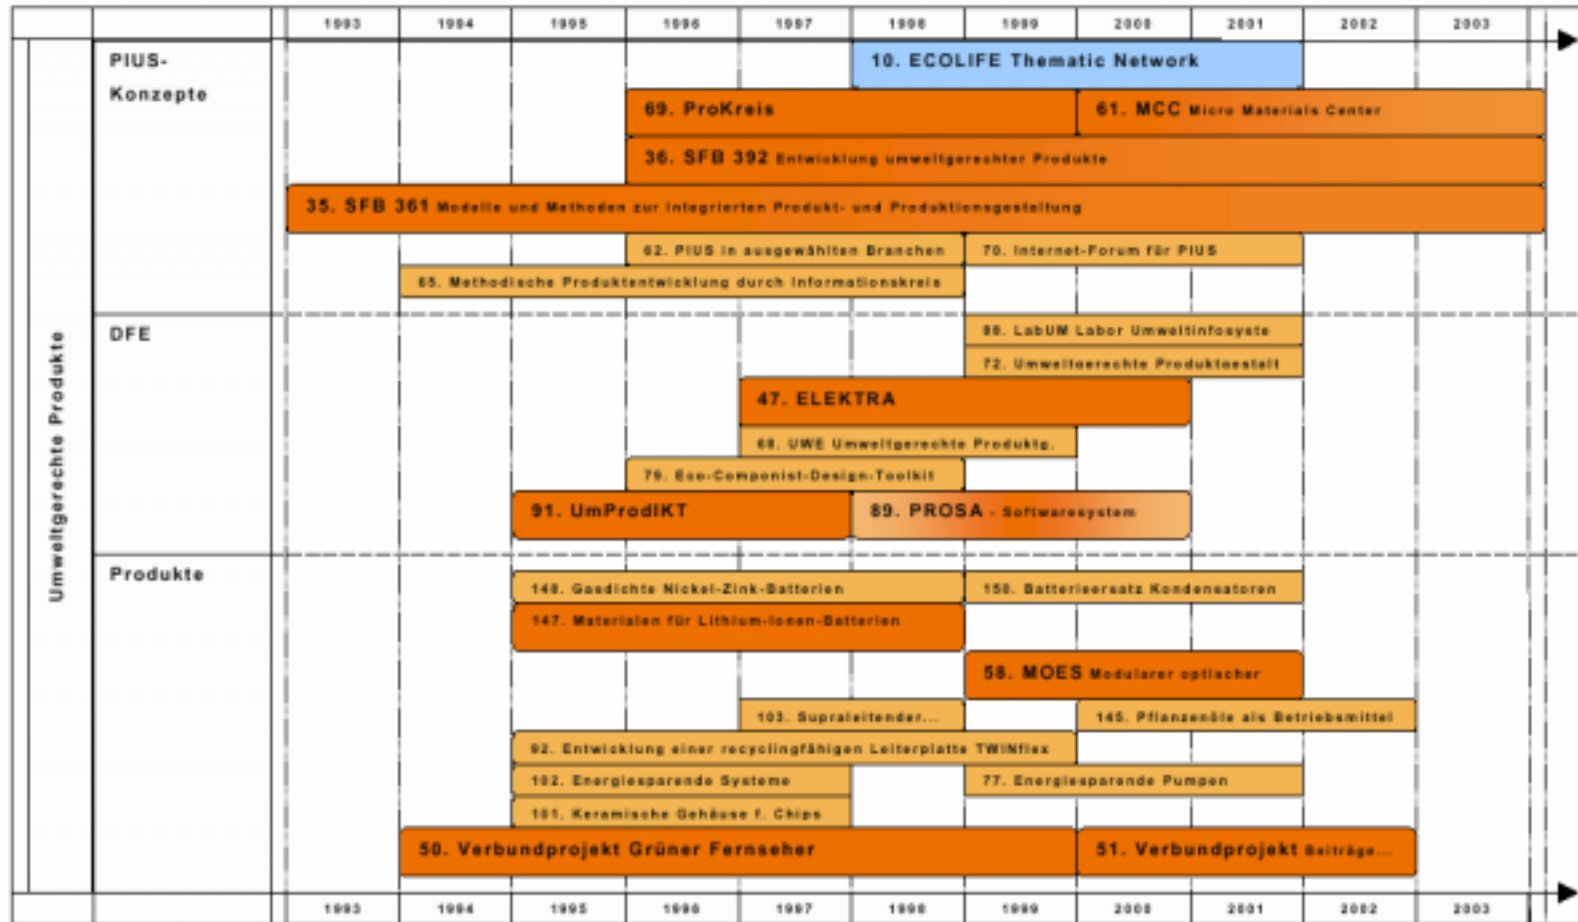 1993 1994 1995 1996 1997 1998 1999 2000 2001 2002 2003
Umweltgerechte Produkte
PIUS-
Konzepte
10. ECOLIFE Thematic Network
69. ProKreis
61. MCC Micro Materials Center
36. SFB 392 Entwicklung umweltgerechter Produkte
35. SFB 361 Modelle und Methoden zur integrierten Produkt- und Produktionsgestaltung
62. PIUS in ausgewählten Branchen
70. Internet-Forum für PIUS
65. Methodische Produktentwicklung durch Informationskreis
DFE
LabUM Labor Umweltinfosyste
72. Umweltgerechte Produktgestalt
47. ELEKTRA
68. UWE Umweltgerechte Produktg.
79. Eco-Componist-Design-Toolkit
91. UmProdIKT
89. PROSA - Softwaresystem
Produkte
Gasdichte Nickel-Zink-Batterien
150. Batterieersatz Kondensatoren
147. Materialen für Lithium-Ionen-Batterien
58. MOES Modularer optischer
103. Supraleitender...
145. Pflanzenöle als Betriebsmittel
92. Entwicklung einer recyclingfähigen Leiterplatte TWINflex
102. Energiesparende Systeme
77. Energiesparende Pumpen
101. Keramische Gehäuse f. Chips
50. Verbundprojekt Grüner Fernseher
51. Verbundprojekt Beiträge...
1993 1994 1995 1996 1997 1998 1999 2000 2001 2002 2003